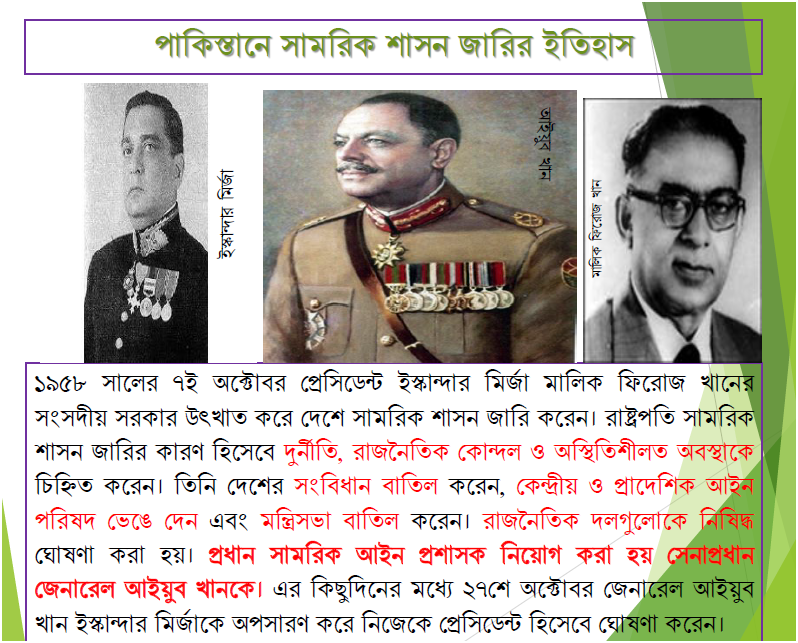 পাকিস্তানে সামরিক শাসন জারির ইতিহাস
ইস্কান্দার মির্জা
আইয়ুব খান
মালিক ফিরোজ খান
১৯৫৮ সালের ৭ই অক্টোবর প্রেসিডেন্ট ইস্কান্দার মির্জা মালিক ফিরোজ খানের
সংসদীয় সরকার উৎখাত করে দেশে সামরিক শাসন জারি করেন। রাষ্ট্রপতি সামরিক
শাসন জারির কারণ হিসেবে দুর্নীতি, রাজনৈতিক কোন্দল ও অস্থিতিশীলত অবস্থাকে
চিহ্নিত করেন। তিনি দেশের সংবিধান বাতিল করেন, কেন্দ্রীয় ও প্রাদেশিক আইন
পরিষদ ভেঙে দেন এবং মন্ত্রিসভা বাতিল করেন। রাজনৈতিক দলগুলোকে নিষিদ্ধ
ঘোষণা করা হয়। প্রধান সামরিক আইন প্রশাসক নিয়োগ করা হয় সেনাপ্রধান
জেনারেল আইয়ুব খানকে। এর কিছুদিনের মধ্যে ২৭শে অক্টোবর জেনারেল আইয়ুব
খান ইস্কান্দার মির্জাকে অপসারণ করে নিজেকে প্রেসিডেন্ট হিসেবে ঘোষণা করেন।